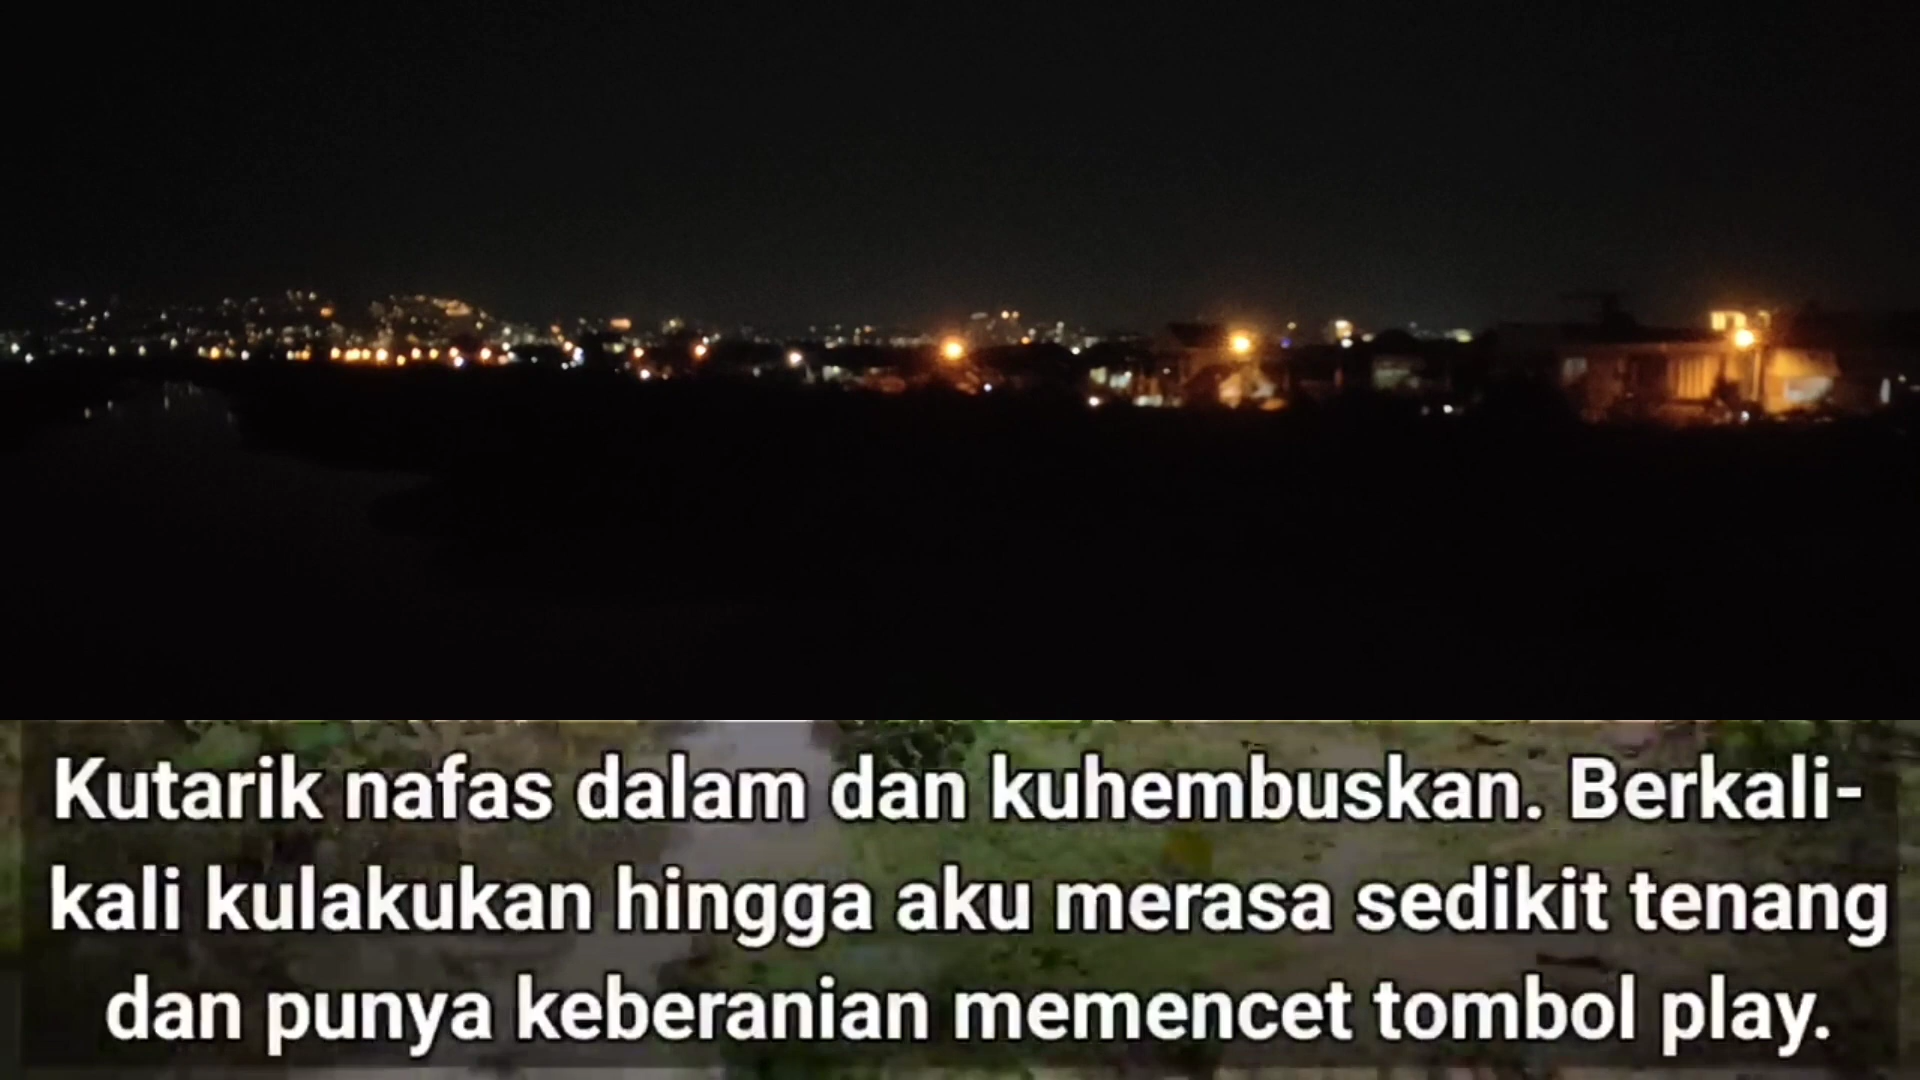 Kutarik nafas dalam dan kuhembuskan. Berkali-
kali kulakukan hingga aku merasa sedikit tenang
dan punya keberanian memencet tombol play.